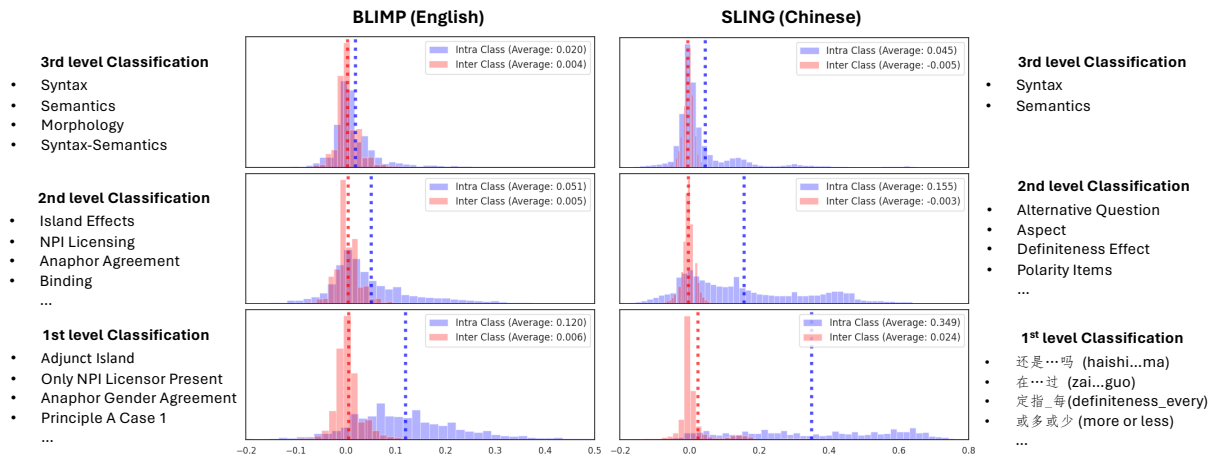 BLIMP (English)
SLING (Chinese)
3rd level Classification
• Syntax
• Semantics
• Morphology
• Syntax-Semantics
Intra Class (Average: 0.020)
Inter Class (Average: 0.004)
Intra Class (Average: 0.045)
Inter Class (Average: -0.005)
3rd level Classification
• Syntax
• Semantics
2nd level Classification
• Island Effects
• NPI Licensing
• Anaphor Agreement
• Binding
...
Intra Class (Average: 0.051)
Inter Class (Average: 0.005)
Intra Class (Average: 0.155)
Inter Class (Average: -0.003)
2nd level Classification
• Alternative Question
• Aspect
• Definiteness Effect
• Polarity Items
...
1st level Classification
• Adjunct Island
• Only NPI Licensor Present
• Anaphor Gender Agreement
• Principle A Case 1
...
Intra Class (Average: 0.120)
Inter Class (Average: 0.006)
Intra Class (Average: 0.349)
Inter Class (Average: 0.024)
1st level Classification
• 还是…吗 (haishi...ma)
• 在…过 (zai...guo)
• 定指_每(definiteness_every)
• 或多或少 (more or less)
...
−0.2 −0.1 0.0 0.1 0.2 0.3 0.4 0.5
−0.2 0.0 0.2 0.4 0.6 0.8